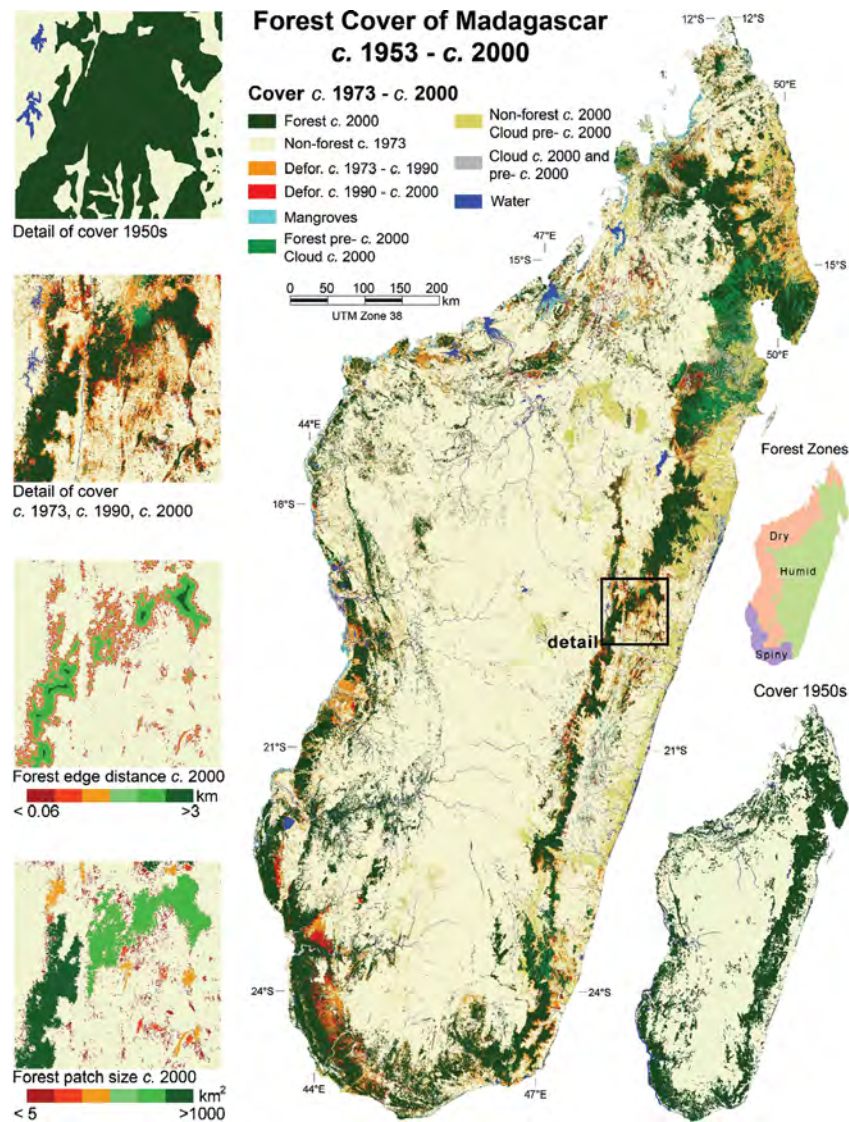 Forest Cover of Madagascar
c. 1953 - c. 2000
Cover c. 1973 - c. 2000
Forest c. 2000
Non-forest c. 1973
Defor. c. 1973 - c. 1990
Defor. c. 1990 - c. 2000
Mangroves
Forest pre- c. 2000
Cloud c. 2000
Non-forest c. 2000
Cloud pre- c. 2000
Cloud c. 2000 and
pre- c. 2000
Water
0 50 100 150 200
km
UTM Zone 38
12°S
12°S
50°E
47°E
15°S
15°S
50°E
44°E
18°S
21°S
21°S
24°S
24°S
44°E
47°E
detail
Detail of cover 1950s
Detail of cover
c. 1973, c. 1990, c. 2000
Forest edge distance c. 2000
km
< 0.06 >3
Forest patch size c. 2000
km²
< 5 >1000
Forest Zones
Dry
Humid
Spiny
Cover 1950s